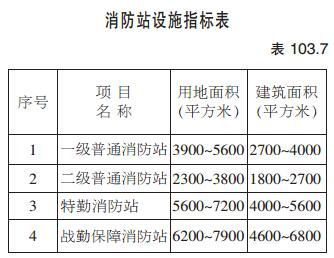 消防站设施指标表
表 103.7
序号 项目名称 用地面积(平方米) 建筑面积(平方米)
1 一级普通消防站 3900~5600 2700~4000
2 二级普通消防站 2300~3800 1800~2700
3 特勤消防站 5600~7200 4000~5600
4 战勤保障消防站 6200~7900 4600~6800